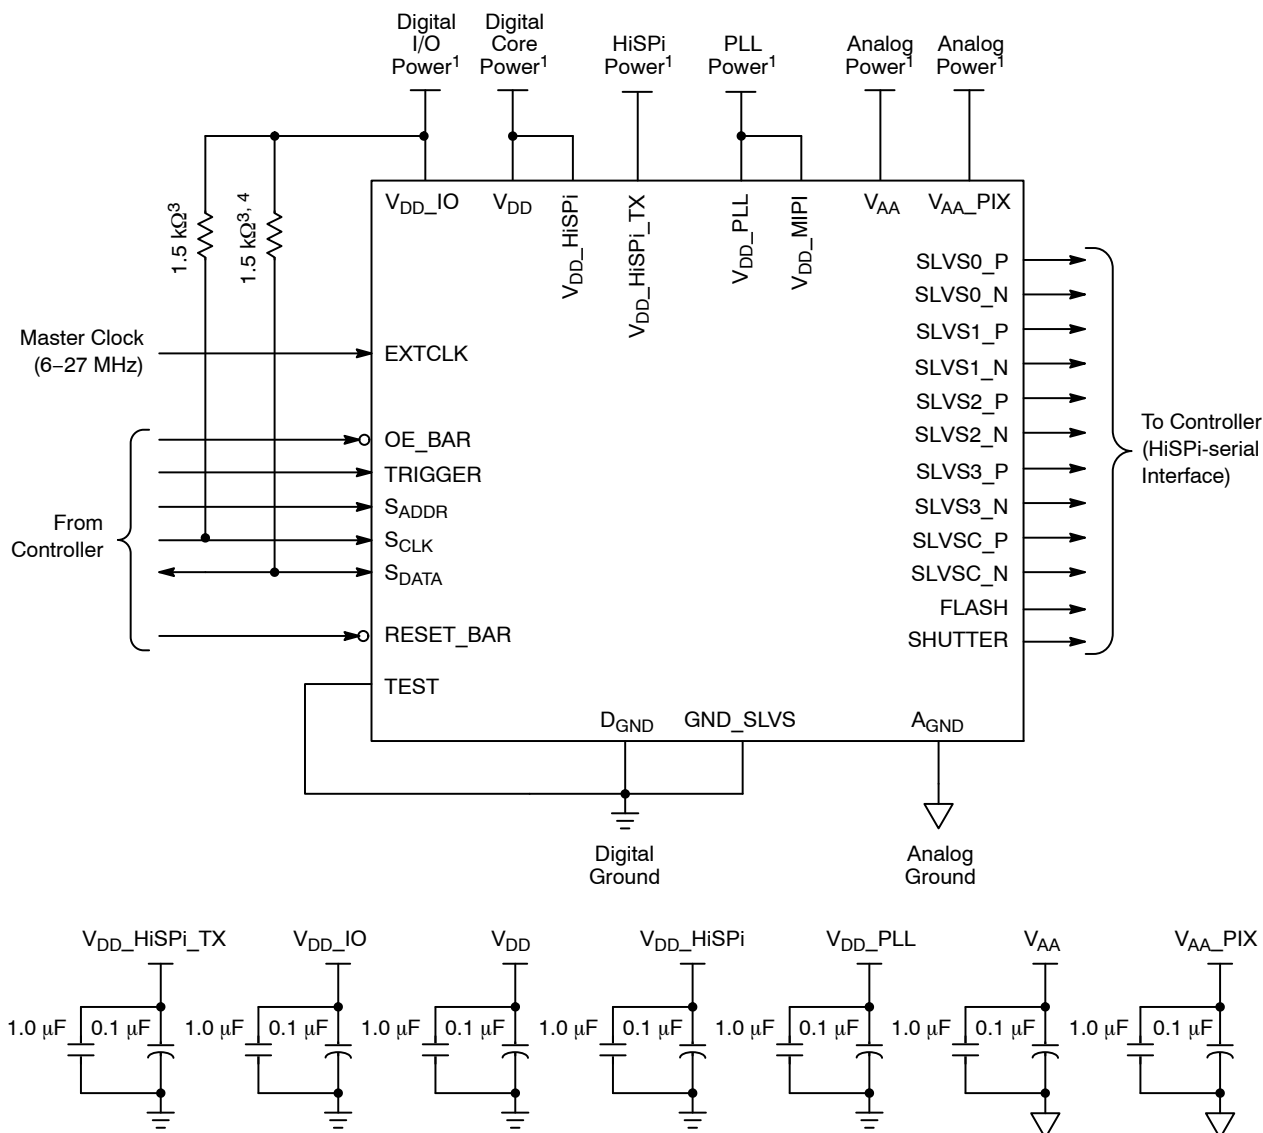 Digital
I/O
Power1
Digital
Core
Power1
HiSPi
Power1
PLL
Power1
Analog
Power1
Analog
Power1
1.5 kΩ3
1.5 kΩ3, 4
VDD_IO
VDD
VDD_HiSPi
VDD_HiSPi_TX
VDD_PLL
VDD_MIPI
VAA
VAA_PIX
Master Clock
(6–27 MHz)
EXTCLK
From
Controller
OE_BAR
TRIGGER
SADDR
SCLK
SDATA
RESET_BAR
TEST
SLVS0_P
SLVS0_N
SLVS1_P
SLVS1_N
SLVS2_P
SLVS2_N
SLVS3_P
SLVS3_N
SLVSC_P
SLVSC_N
FLASH
SHUTTER
To Controller
(HiSPi-serial
Interface)
DGND
GND_SLVS
AGND
Digital
Ground
Analog
Ground
VDD_HiSPi_TX
VDD_IO
VDD
VDD_HiSPi
VDD_PLL
VAA
VAA_PIX
1.0 μF
0.1 μF
1.0 μF
0.1 μF
1.0 μF
0.1 μF
1.0 μF
0.1 μF
1.0 μF
0.1 μF
1.0 μF
0.1 μF
1.0 μF
0.1 μF